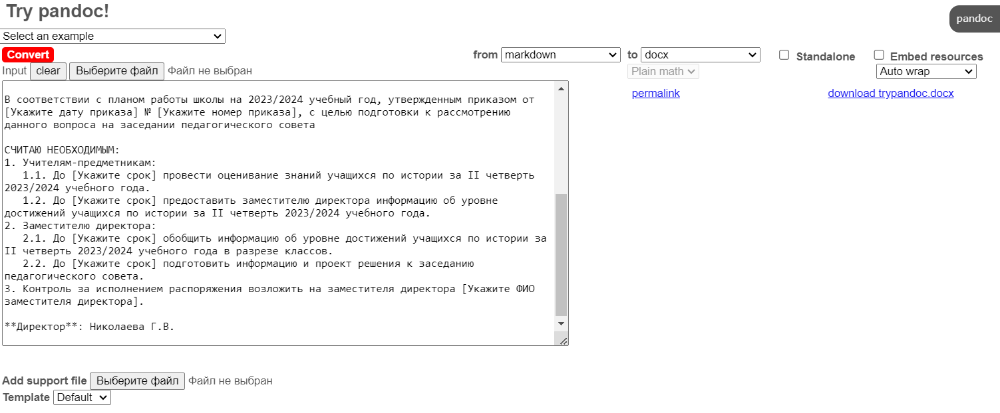 Try pandoc!
pandoc
Select an example
Convert
from markdown to docx Standalone Embed resources
Input clear Выберите файл Файл не выбран
Plain math Auto wrap
permalink download trypandoc.docx
В соответствии с планом работы школы на 2023/2024 учебный год, утвержденным приказом от
[Укажите дату приказа] № [Укажите номер приказа], с целью подготовки к рассмотрению
данного вопроса на заседании педагогического совета
СЧИТАЮ НЕОБХОДИМЫМ:
1. Учителям-предметникам:
1.1. До [Укажите срок] провести оценивание знаний учащихся по истории за II четверть
2023/2024 учебного года.
1.2. До [Укажите срок] предоставить заместителю директора информацию об уровне
достижений учащихся по истории за II четверть 2023/2024 учебного года.
2. Заместителю директора:
2.1. До [Укажите срок] обобщить информацию об уровне достижений учащихся по истории за
II четверть 2023/2024 учебного года в разрезе классов.
2.2. До [Укажите срок] подготовить информацию и проект решения к заседанию
педагогического совета.
3. Контроль за исполнением распоряжения возложить на заместителя директора [Укажите ФИО
заместителя директора].
**Директор**: Николаева Г.В.
Add support file Выберите файл Файл не выбран
Template Default